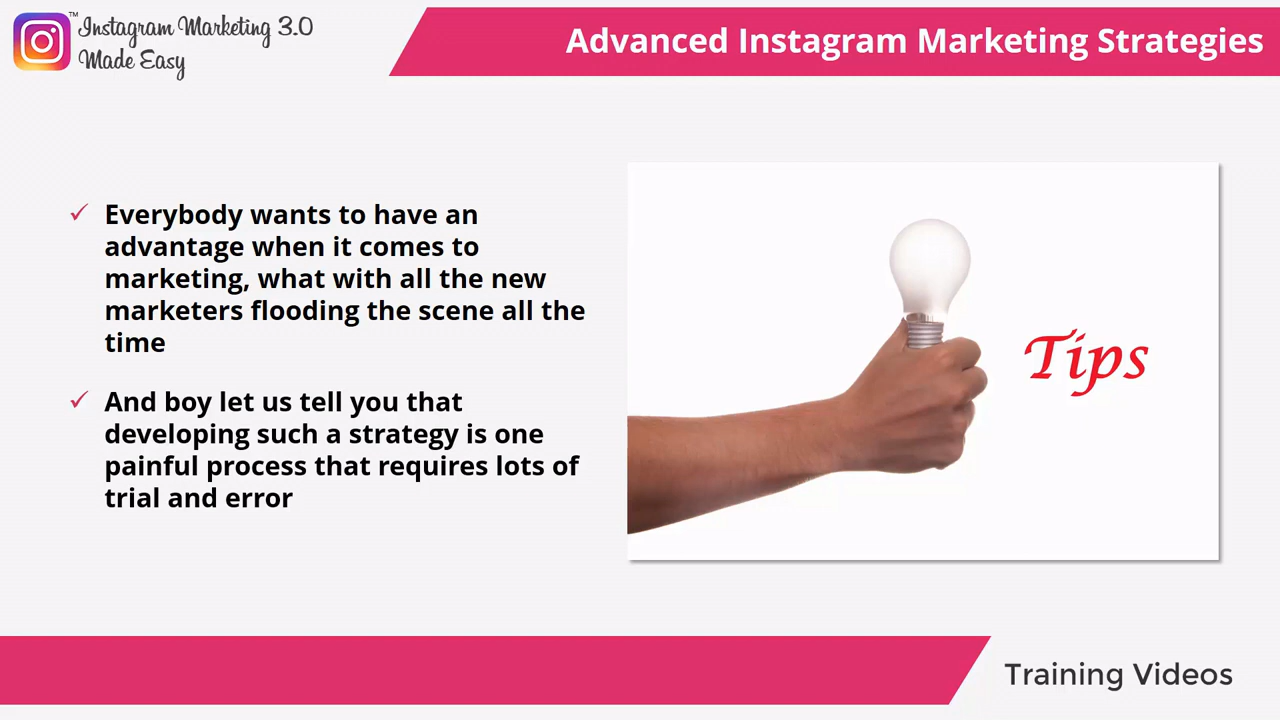 Instagram Marketing 3.0
Made Easy
™
Advanced Instagram Marketing Strategies
✓ Everybody wants to have an
advantage when it comes to
marketing, what with all the new
marketers flooding the scene all the
time
✓ And boy let us tell you that
developing such a strategy is one
painful process that requires lots of
trial and error
Tips
Training Videos